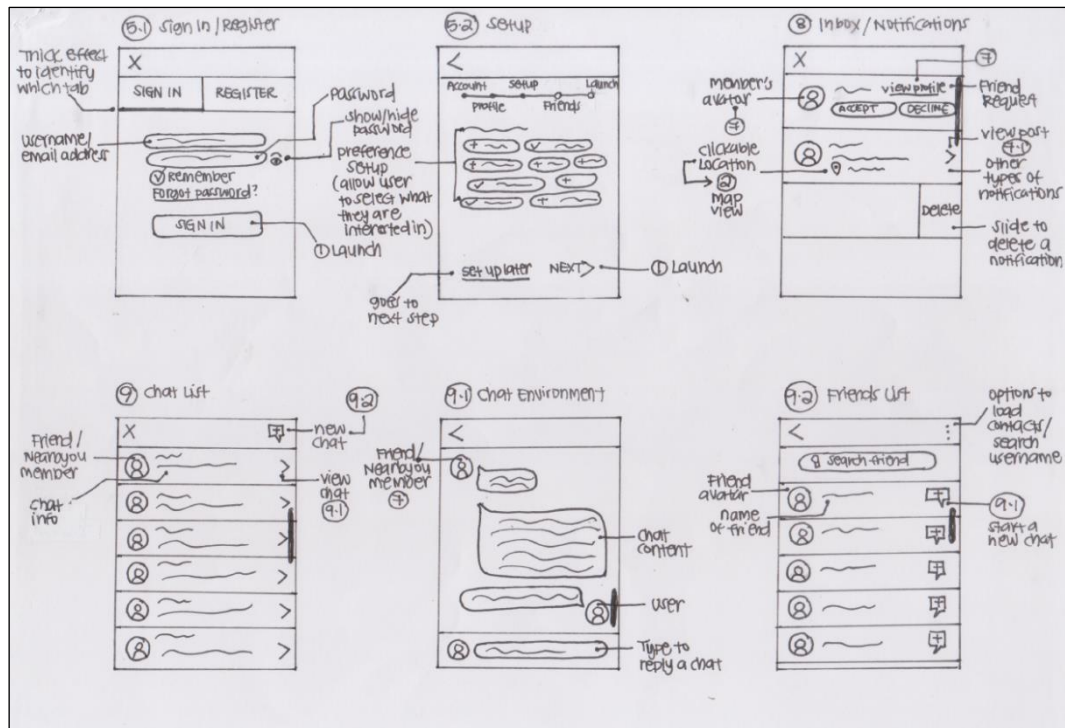 5.1 Sign In / Register
Thick effect
to identify
which tab
X
SIGN IN
REGISTER
username/
email address
password
show/hide
password
Remember
Forgot password?
SIGN IN
1 Launch
5.2 Setup
<
Account
Setup
Launch
Profile
Friends
preference
setup
(allow user
to select what
they are
interested in)
set up later
NEXT
1 Launch
goes to
next step
8 Inbox / Notifications
X
7
member's
avatar
7
view profile
ACCEPT
DECLINE
Friend
Request
clickable
location
2
map
view
view post
4.1
other
types of
notifications
DELETE
slide to
delete a
notification
9 Chat List
X
9.2
new
chat
Friend/
Nearbyou
member
chat
info
view
chat
9.1
9.1 Chat Environment
<
Friend/
Nearbyou
member
7
chat
content
user
Type to
reply a chat
9.2 Friends List
<
options to
load
contacts/
search
username
search friend
Friend
avatar
name
of friend
9.1
start a
new chat